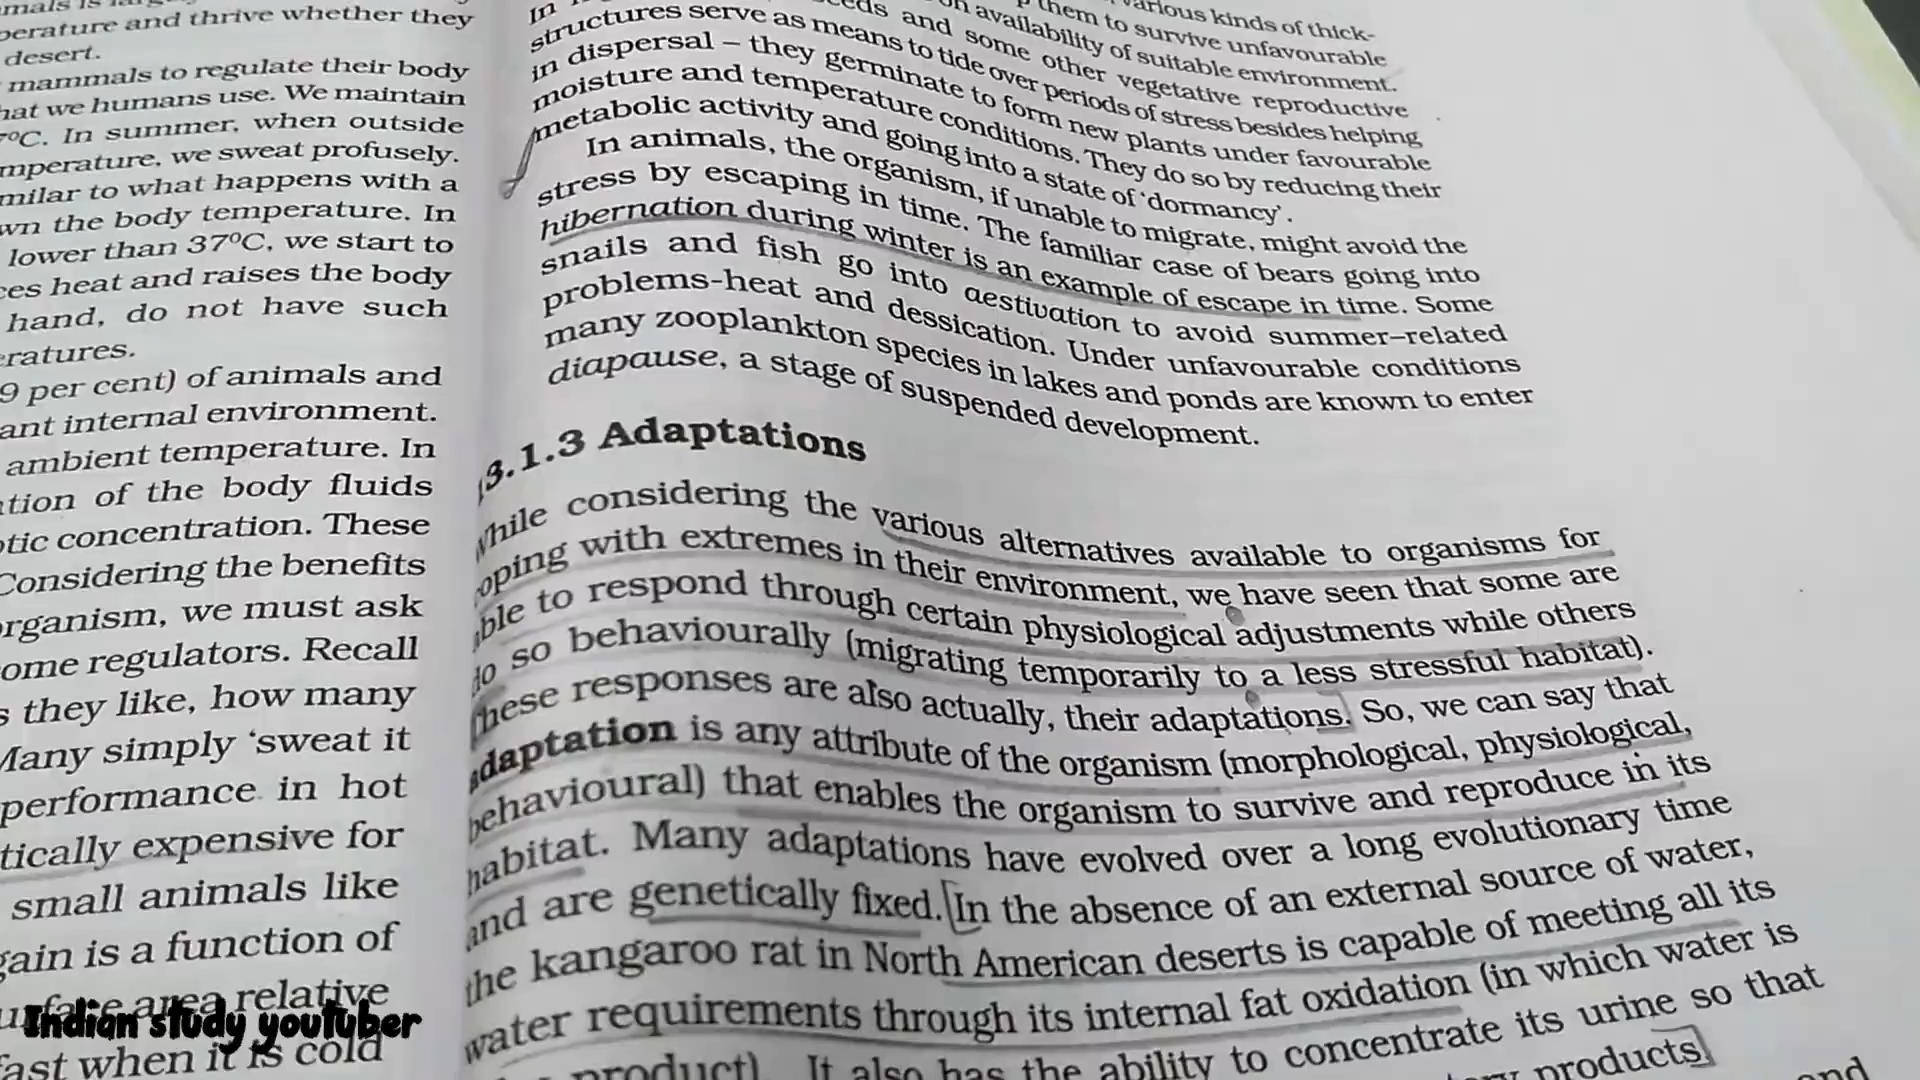 perature and thrive whether they
desert.
mammals to regulate their body
hat we humans use. We maintain
7°C. In summer, when outside
mperature, we sweat profusely.
milar to what happens with a
wn the body temperature. In
lower than 37°C, we start to
ces heat and raises the body
hand, do not have such
eratures.
9 per cent) of animals and
ant internal environment.
ambient temperature. In
tion of the body fluids
otic concentration. These
Considering the benefits
organism, we must ask
ome regulators. Recall
s they like, how many
Many simply ‘sweat it
performance in hot
tically expensive for
small animals like
gain is a function of
area relative
fast when it is cold
various kinds of thick-
them to survive unfavourable
on availability of suitable environment.
eeds and some other vegetative reproductive
structures serve as means to tide over periods of stress besides helping
in dispersal – they germinate to form new plants under favourable
moisture and temperature conditions. They do so by reducing their
metabolic activity and going into a state of ‘dormancy’.
In animals, the organism, if unable to migrate, might avoid the
stress by escaping in time. The familiar case of bears going into
hibernation during winter is an example of escape in time. Some
snails and fish go into aestivation to avoid summer–related
problems-heat and dessication. Under unfavourable conditions
many zooplankton species in lakes and ponds are known to enter
diapause, a stage of suspended development.
13.1.3 Adaptations
While considering the various alternatives available to organisms for
oping with extremes in their environment, we have seen that some are
able to respond through certain physiological adjustments while others
do so behaviourally (migrating temporarily to a less stressful habitat).
These responses are also actually, their adaptations. So, we can say that
adaptation is any attribute of the organism (morphological, physiological,
behavioural) that enables the organism to survive and reproduce in its
habitat. Many adaptations have evolved over a long evolutionary time
and are genetically fixed. In the absence of an external source of water,
the kangaroo rat in North American deserts is capable of meeting all its
water requirements through its internal fat oxidation (in which water is
product). It also has the ability to concentrate its urine so that
products.
and
Indian study youtuber